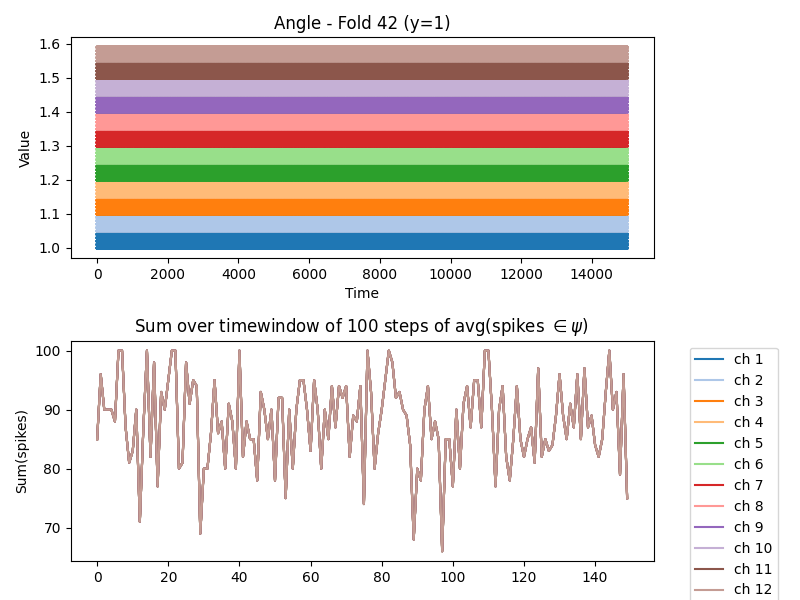 Angle - Fold 42 (y=1)
1.6
1.5
1.4
1.3
1.2
1.1
1.0
Value
0 2000 4000 6000 8000 10000 12000 14000
Time
Sum over timewindow of 100 steps of avg(spikes ∈ ψ)
100
90
80
70
Sum(spikes)
0 20 40 60 80 100 120 140
ch 1
ch 2
ch 3
ch 4
ch 5
ch 6
ch 7
ch 8
ch 9
ch 10
ch 11
ch 12